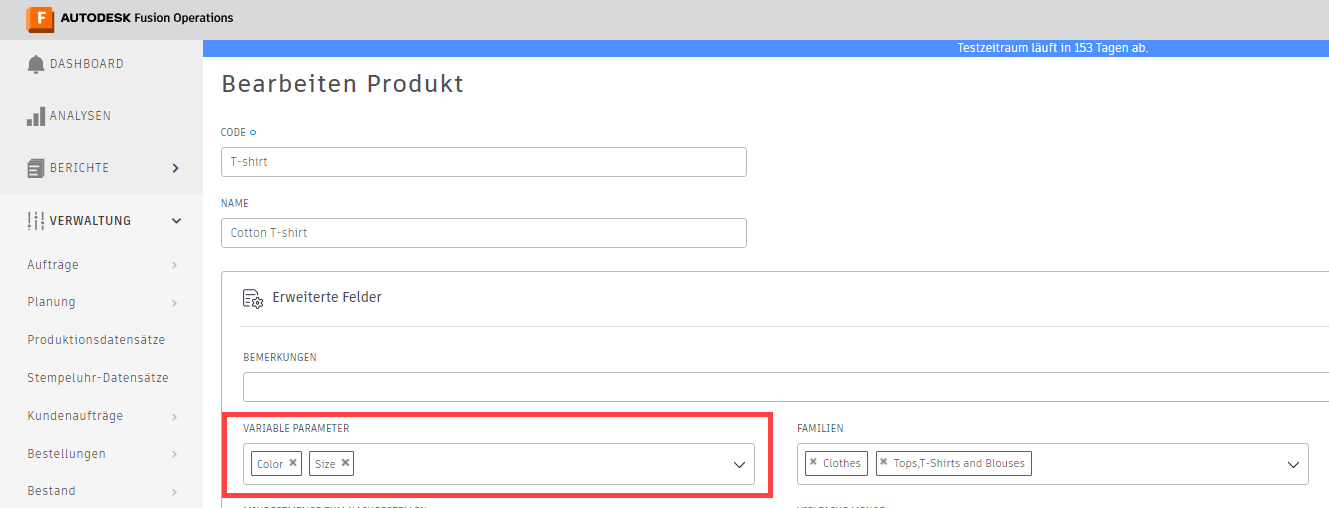 AUTODESK Fusion Operations
Testzeitraum läuft in 153 Tagen ab.
DASHBOARD
ANALYSEN
BERICHTE
VERWALTUNG
Aufträge
Planung
Produktionsdatensätze
Stempeluhr-Datensätze
Kundenaufträge
Bestellungen
Bestand
Bearbeiten Produkt
CODE
T-shirt
NAME
Cotton T-shirt
Erweiterte Felder
BEMERKUNGEN
VARIABLE PARAMETER
Color
Size
FAMILIEN
Clothes
Tops,T-Shirts and Blouses